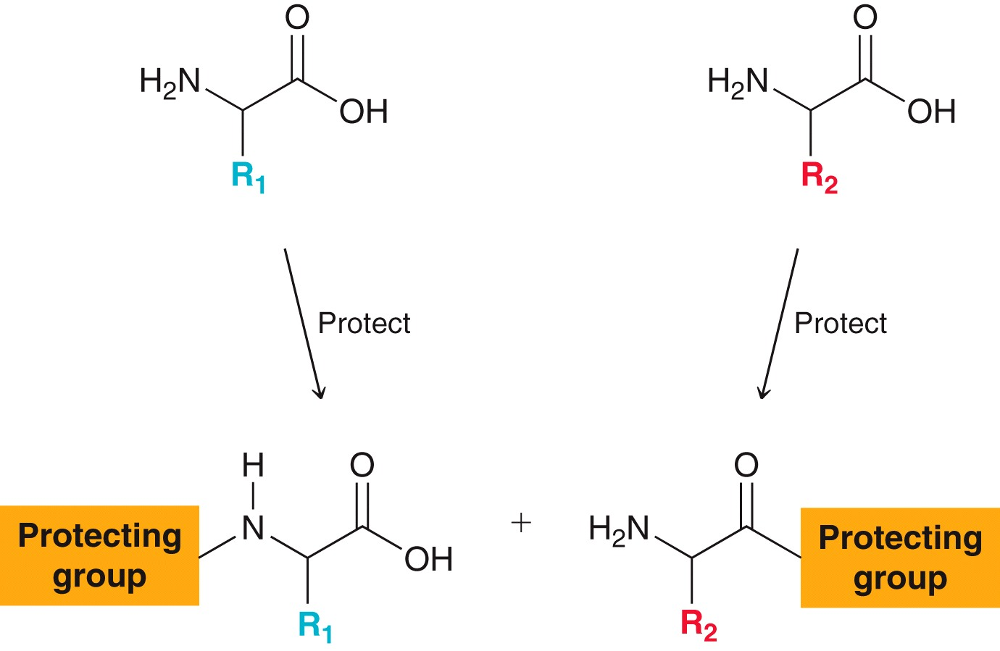 O
O
H₂N
OH
H₂N
OH
R₁
R₂
Protect
Protect
H
O
O
Protecting
group
N
OH
+
H₂N
Protecting
group
R₁
R₂